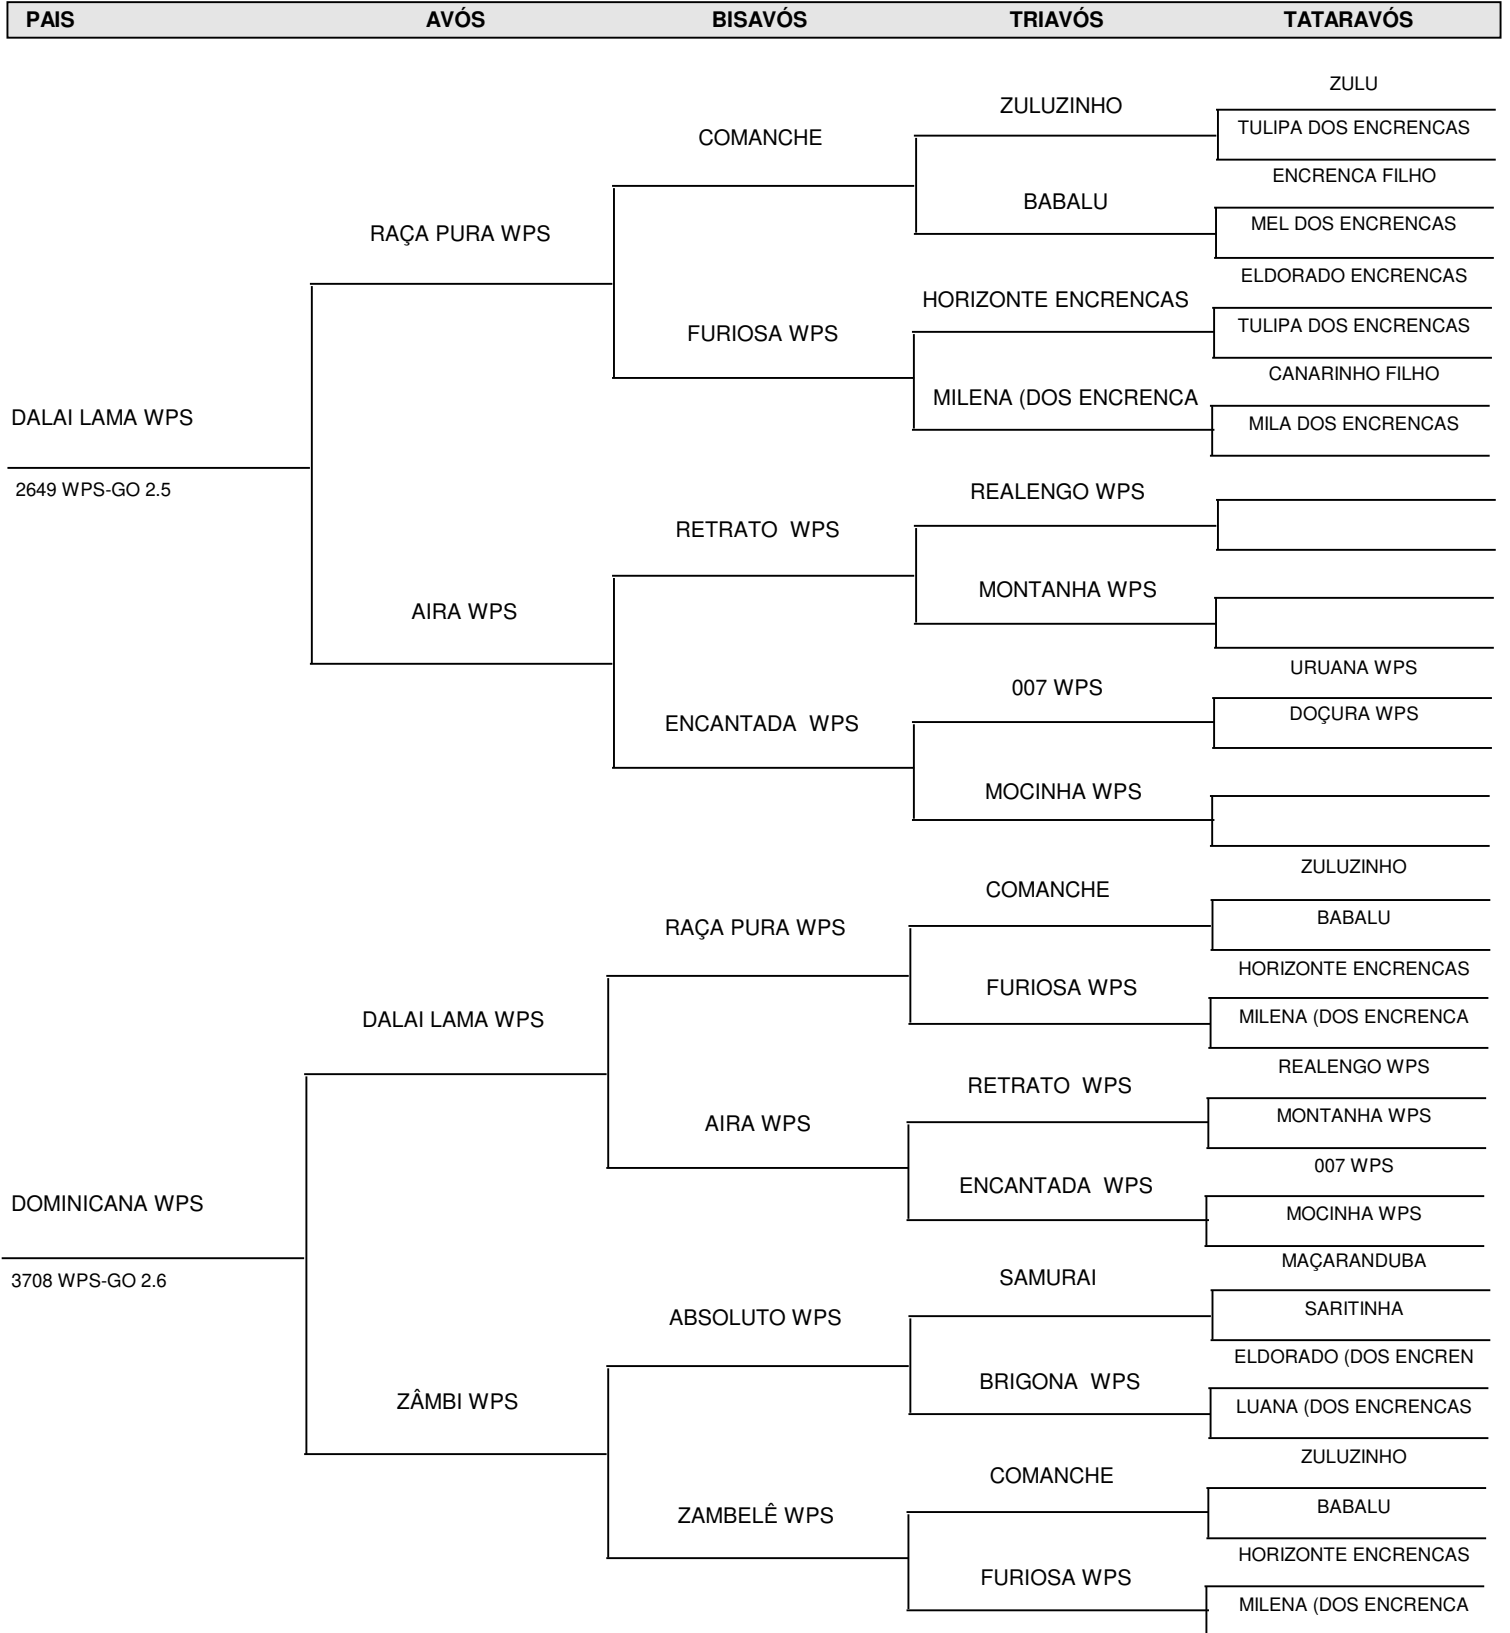 PAIS AVÓS BISAVÓS TRIAVÓS TATARAVÓS
ZULU
ZULUZINHO
TULIPA DOS ENCRENCAS
COMANCHE
ENCRENCA FILHO
BABALU
MEL DOS ENCRENCAS
RAÇA PURA WPS
ELDORADO ENCRENCAS
HORIZONTE ENCRENCAS
TULIPA DOS ENCRENCAS
FURIOSA WPS
CANARINHO FILHO
MILENA (DOS ENCRENCA
MILA DOS ENCRENCAS
DALAI LAMA WPS
2649 WPS-GO 2.5
REALENGO WPS
RETRATO  WPS
MONTANHA WPS
AIRA WPS
URUANA WPS
007 WPS
DOÇURA WPS
ENCANTADA  WPS
MOCINHA WPS
ZULUZINHO
COMANCHE
BABALU
RAÇA PURA WPS
HORIZONTE ENCRENCAS
FURIOSA WPS
MILENA (DOS ENCRENCA
DALAI LAMA WPS
REALENGO WPS
RETRATO  WPS
MONTANHA WPS
AIRA WPS
007 WPS
ENCANTADA  WPS
MOCINHA WPS
DOMINICANA WPS
3708 WPS-GO 2.6
MAÇARANDUBA
SAMURAI
SARITINHA
ABSOLUTO WPS
ELDORADO (DOS ENCREN
BRIGONA  WPS
LUANA (DOS ENCRENCAS
ZÂMBI WPS
ZULUZINHO
COMANCHE
BABALU
ZAMBELÊ WPS
HORIZONTE ENCRENCAS
FURIOSA WPS
MILENA (DOS ENCRENCA